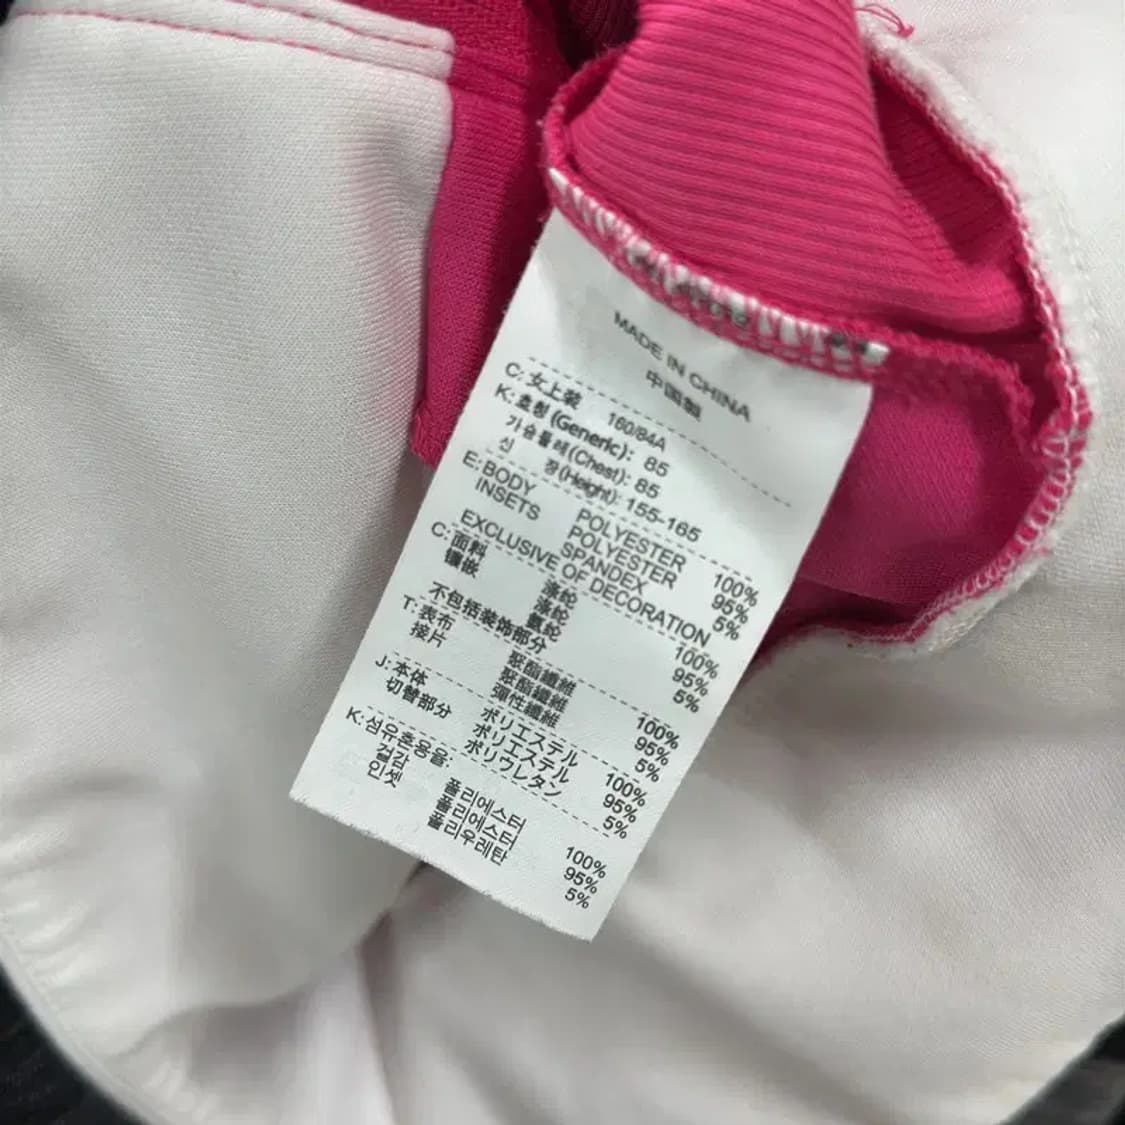 MADE IN CHINA
中国製
C: 女上装 160/84A
K: 호칭(Generic): 85
가슴둘레(Chest): 85
신 장(Height): 155-165
E: BODY POLYESTER 100%
INSETS POLYESTER 95%
SPANDEX 5%
EXCLUSIVE OF DECORATION
C: 面料 涤纶 100%
镶嵌 涤纶 95%
氨纶 5%
不包括装饰部分
T: 表布 聚酯纖維 100%
接片 聚酯纖維 95%
彈性纖維 5%
J: 本体 ポリエステル 100%
切替部分 ポリエステル 95%
ポリウレタン 5%
K: 섬유혼용율:
겉감 폴리에스터 100%
인셋 폴리에스터 95%
폴리우레탄 5%